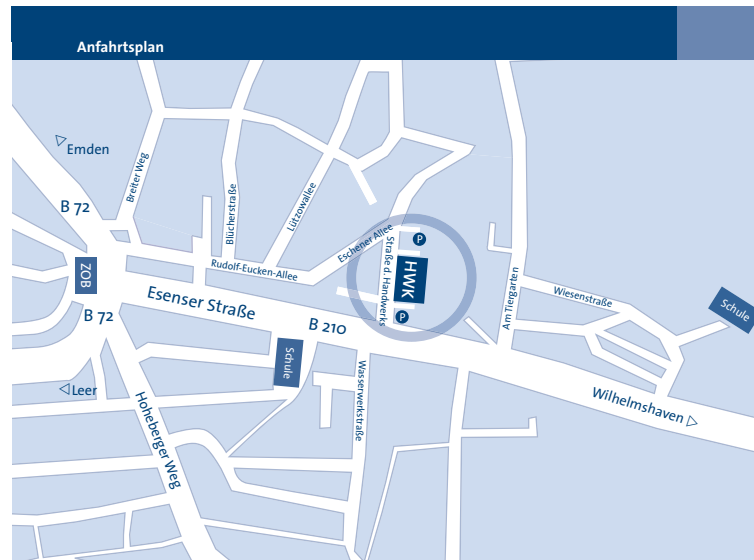 Anfahrtsplan
Emden
Breiter Weg
B 72
Blücherstraße
Lützowallee
Eschener Allee
P
Straße d. Handwerks
HWK
P
Rudolf-Eucken-Allee
ZOB
Esenser Straße
B 72
B 210
Am Tiergarten
Wiesenstraße
Schule
Schule
Wasserwerkstraße
Leer
Hoheberger Weg
Wilhelmshaven